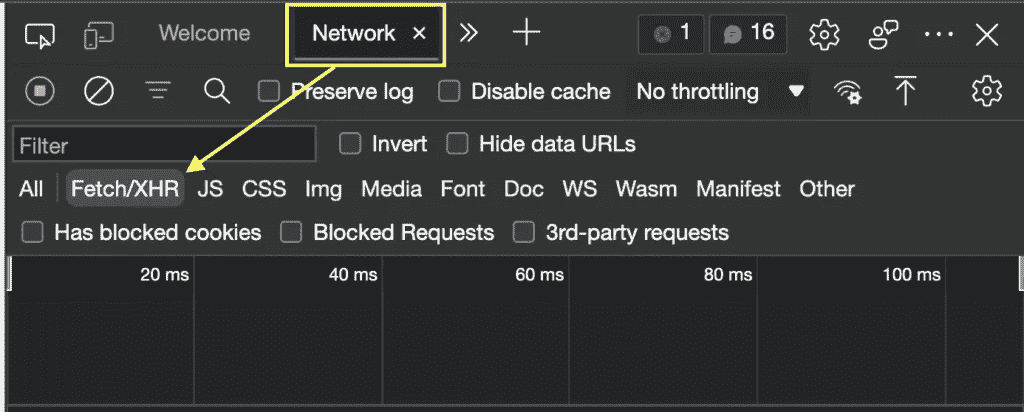 Welcome Network × 1 16
Preserve log Disable cache No throttling
Filter Invert Hide data URLs
All Fetch/XHR JS CSS Img Media Font Doc WS Wasm Manifest Other
Has blocked cookies Blocked Requests 3rd-party requests
20 ms 40 ms 60 ms 80 ms 100 ms